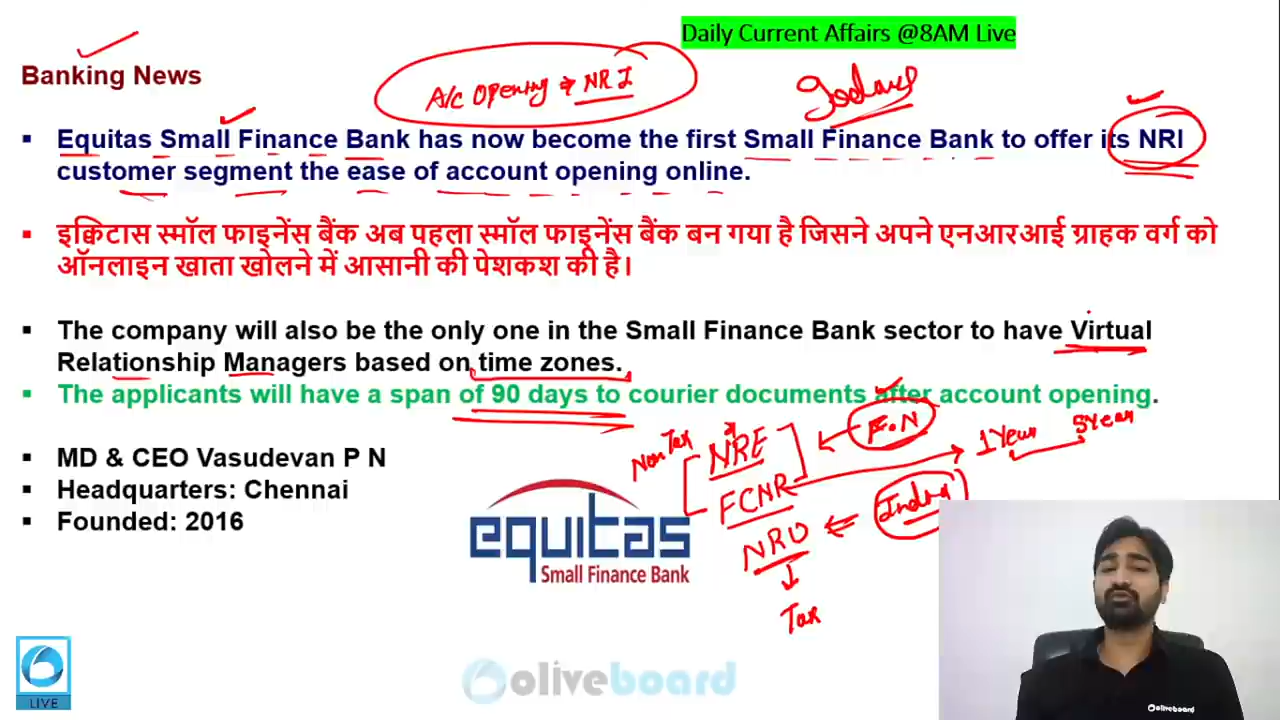 Daily Current Affairs @8AM Live
Banking News
A/c Opening → NRI
▪ Equitas Small Finance Bank has now become the first Small Finance Bank to offer its NRI
customer segment the ease of account opening online.
▪ इक्विटास स्मॉल फाइनेंस बैंक अब पहला स्मॉल फाइनेंस बैंक बन गया है जिसने अपने एनआरआई ग्राहक वर्ग को
ऑनलाइन खाता खोलने में आसानी की पेशकश की है।
▪ The company will also be the only one in the Small Finance Bank sector to have Virtual
Relationship Managers based on time zones.
▪ The applicants will have a span of 90 days to courier documents after account opening.
Non Tax
NRE
F.N
1 Year 5 Year
FCNR
India
NRO
Tax
▪ MD & CEO Vasudevan P N
▪ Headquarters: Chennai
▪ Founded: 2016
equitas
Small Finance Bank
LIVE
oliveboard
oliveboard